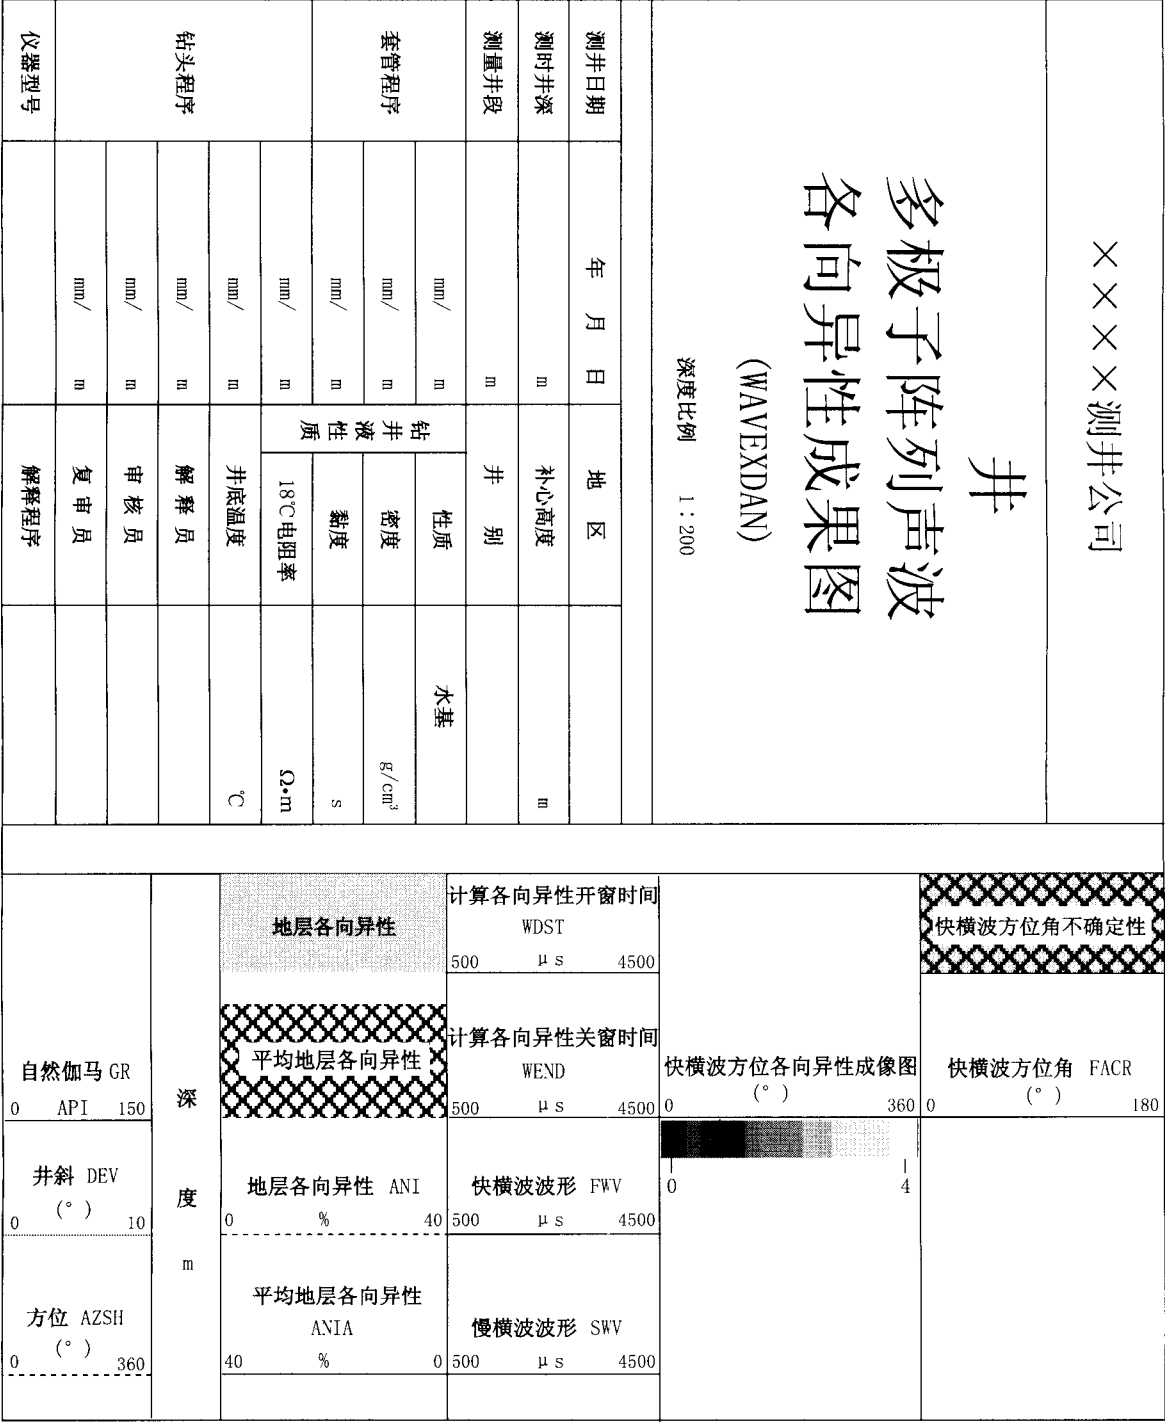 ××××测井公司
井
多极子阵列声波
各向异性成果图
(WAVEXDAN)
深度比例 1:200
测井日期 年 月 日 地 区
测时井深 m 补心高度 m
测量井段 m 井 别
套管程序 mm/ m 钻井液性质 性质 水基
mm/ m 密度 g/cm³
mm/ m 黏度 s
钻头程序 mm/ m 18℃电阻率 Ω•m
mm/ m 井底温度 ℃
mm/ m 解 释 员
mm/ m 审 核 员
mm/ m 复 审 员
仪器型号 解释程序
自然伽马 GR
0 API 150
井斜 DEV
(°)
0 10
方位 AZSH
(°)
0 360
深
度
m
地层各向异性
平均地层各向异性
地层各向异性 ANI
0 % 40
平均地层各向异性
ANIA
40 % 0
计算各向异性开窗时间
WDST
500 μs 4500
计算各向异性关窗时间
WEND
500 μs 4500
快横波波形 FWV
500 μs 4500
慢横波波形 SWV
500 μs 4500
快横波方位各向异性成像图
(°)
0 360
0 4
快横波方位角不确定性
快横波方位角 FACR
(°)
0 180